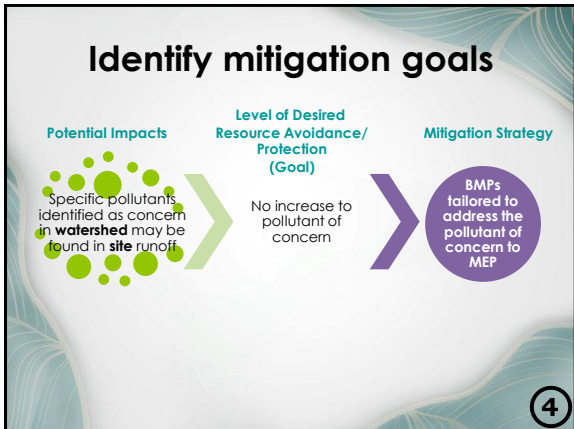 Identify mitigation goals
Potential Impacts
Specific pollutants
identified as concern
in watershed may be
found in site runoff
Level of Desired
Resource Avoidance/
Protection
(Goal)
No increase to
pollutant of
concern
Mitigation Strategy
BMPs
tailored to
address the
pollutant of
concern to
MEP
4